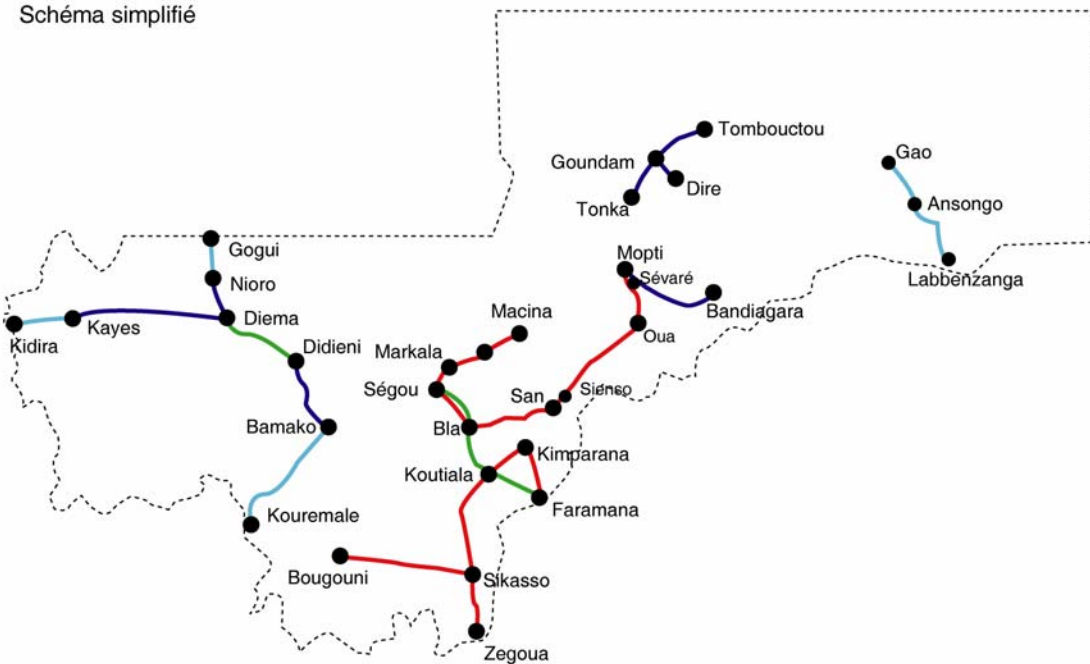 Schéma simplifié
Tombouctou
Goundam
Gao
Dire
Tonka
Ansongo
Gogui
Mopti
Sévaré
Labbenzanga
Nioro
Bandiagara
Macina
Diema
Kayes
Kidira
Oua
Didieni
Markala
Ségou
San
Sienso
Bamako
Bla
Kimparana
Koutiala
Faramana
Kouremale
Bougouni
Sikasso
Zegoua